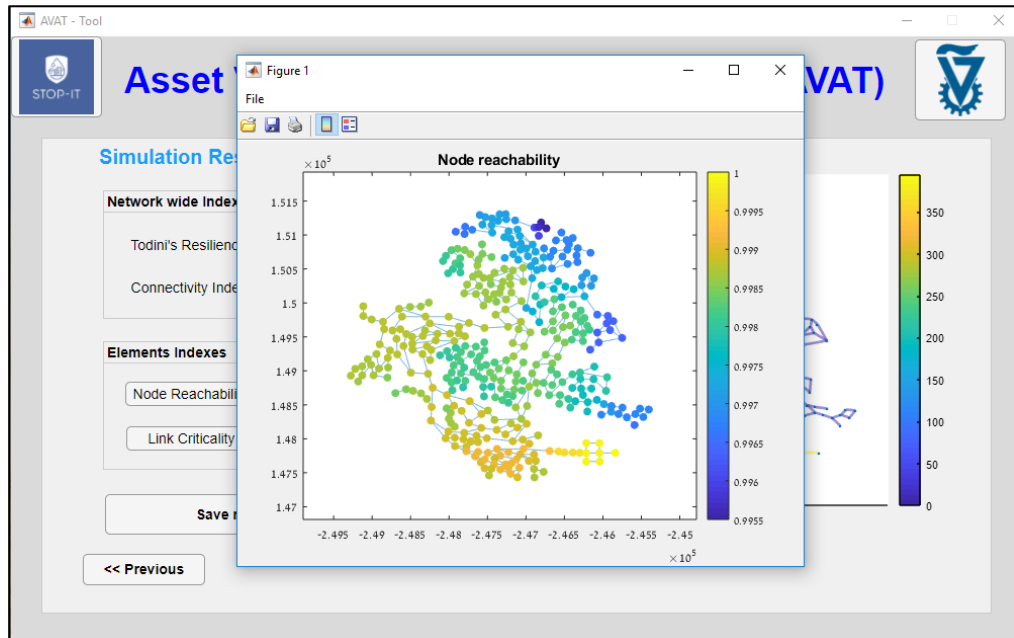 AVAT - Tool
STOP-IT
Asset
VAT)
Simulation Res
Network wide Index
Todini's Resilienc
Connectivity Inde
Elements Indexes
Node Reachabili
Link Criticality
Save r
<< Previous
Figure 1
File
Node reachability
×10⁵
1.515
1.51
1.505
1.5
1.495
1.49
1.485
1.48
1.475
1.47
-2.495 -2.49 -2.485 -2.48 -2.475 -2.47 -2.465 -2.46 -2.455 -2.45
×10⁵
1
0.9995
0.999
0.9985
0.998
0.9975
0.997
0.9965
0.996
0.9955
350
300
250
200
150
100
50
0